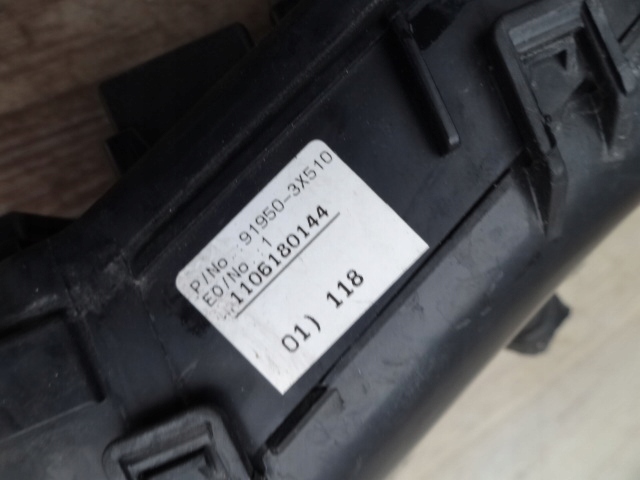 P/No : 91950-3X510
EO/No : 1
1106180144
01) 118